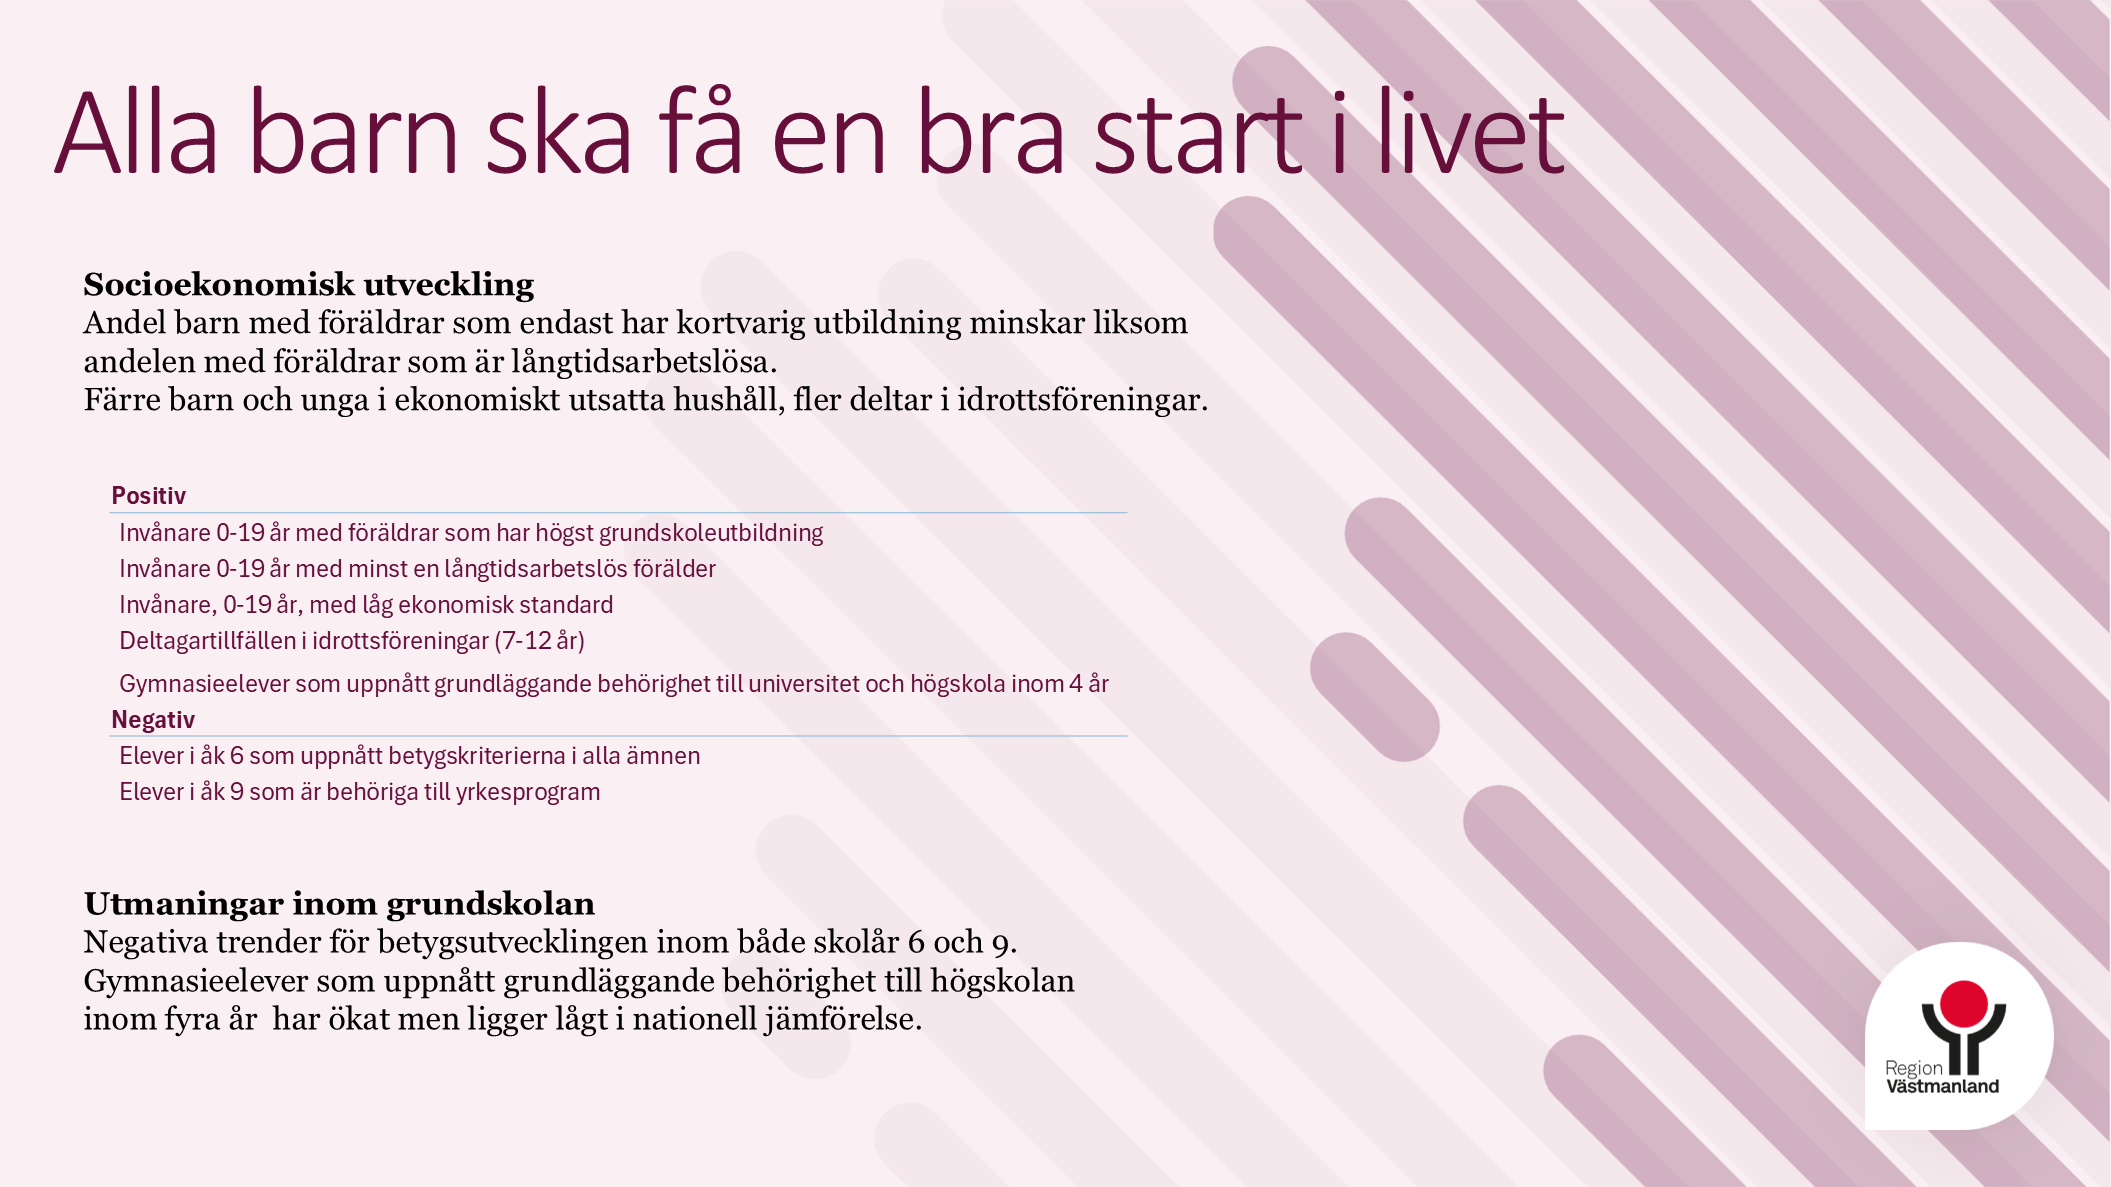 Alla barn ska få en bra start i livet
Socioekonomisk utveckling
Andel barn med föräldrar som endast har kortvarig utbildning minskar liksom
andelen med föräldrar som är långtidsarbetslösa.
Färre barn och unga i ekonomiskt utsatta hushåll, fler deltar i idrottsföreningar.
Positiv
Invånare 0-19 år med föräldrar som har högst grundskoleutbildning
Invånare 0-19 år med minst en långtidsarbetslös förälder
Invånare, 0-19 år, med låg ekonomisk standard
Deltagartillfällen i idrottsföreningar (7-12 år)
Gymnasieelever som uppnått grundläggande behörighet till universitet och högskola inom 4 år
Negativ
Elever i åk 6 som uppnått betygskriterierna i alla ämnen
Elever i åk 9 som är behöriga till yrkesprogram
Utmaningar inom grundskolan
Negativa trender för betygsutvecklingen inom både skolår 6 och 9.
Gymnasieelever som uppnått grundläggande behörighet till högskolan
inom fyra år  har ökat men ligger lågt i nationell jämförelse.
Region
Västmanland